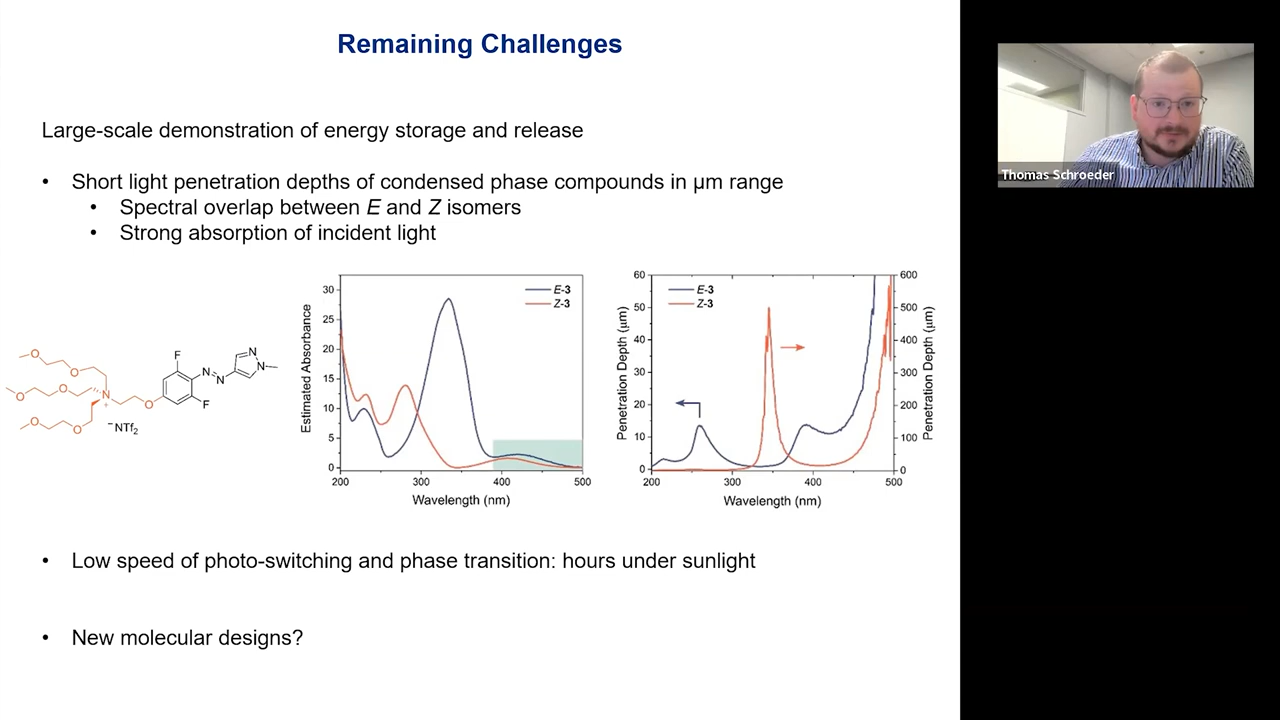 Remaining Challenges
Large-scale demonstration of energy storage and release
• Short light penetration depths of condensed phase compounds in µm range
• Spectral overlap between E and Z isomers
• Strong absorption of incident light
O
O
O
O
O
O
N
+
⁻NTf₂
O
F
F
N
N
N
N
Estimated Absorbance
30
25
20
15
10
5
0
E-3
Z-3
200
300
400
500
Wavelength (nm)
Penetration Depth (µm)
60
50
40
30
20
10
0
E-3
Z-3
200
300
400
500
Wavelength (nm)
600
500
400
300
200
100
0
Penetration Depth (µm)
• Low speed of photo-switching and phase transition: hours under sunlight
• New molecular designs?
Thomas Schroeder